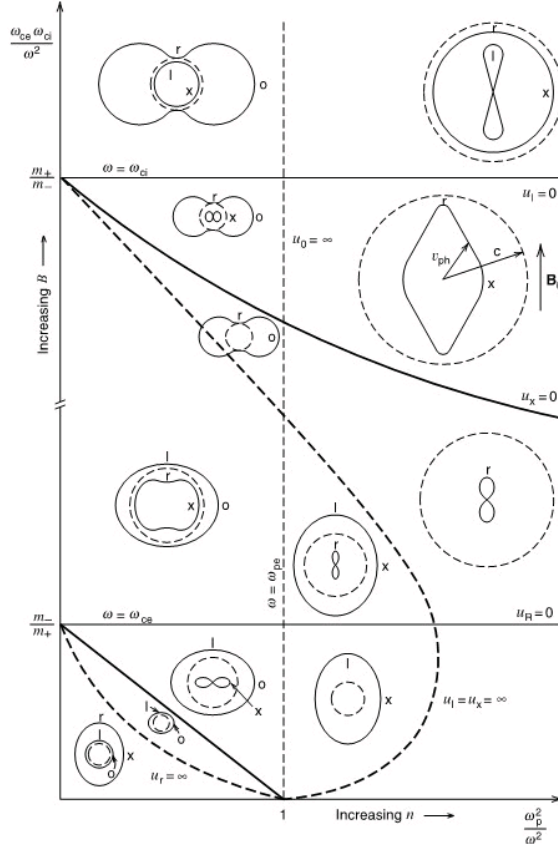 ω_ce ω_ci / ω²
r
l
x
o
r
l
x
m₊/m₋
ω = ω_ci
u_l = 0
r
x
o
u_0 = ∞
r
v_ph
c
x
B
Increasing B
r
o
u_x = 0
l
r
x
o
r
l
r
x
ω = ω_pe
m₋/m₊
ω = ω_ce
u_R = 0
l
o
x
l
x
u_l = u_x = ∞
r
l
x
o
l
o
u_r = ∞
1
Increasing n
ω_p²/ω²